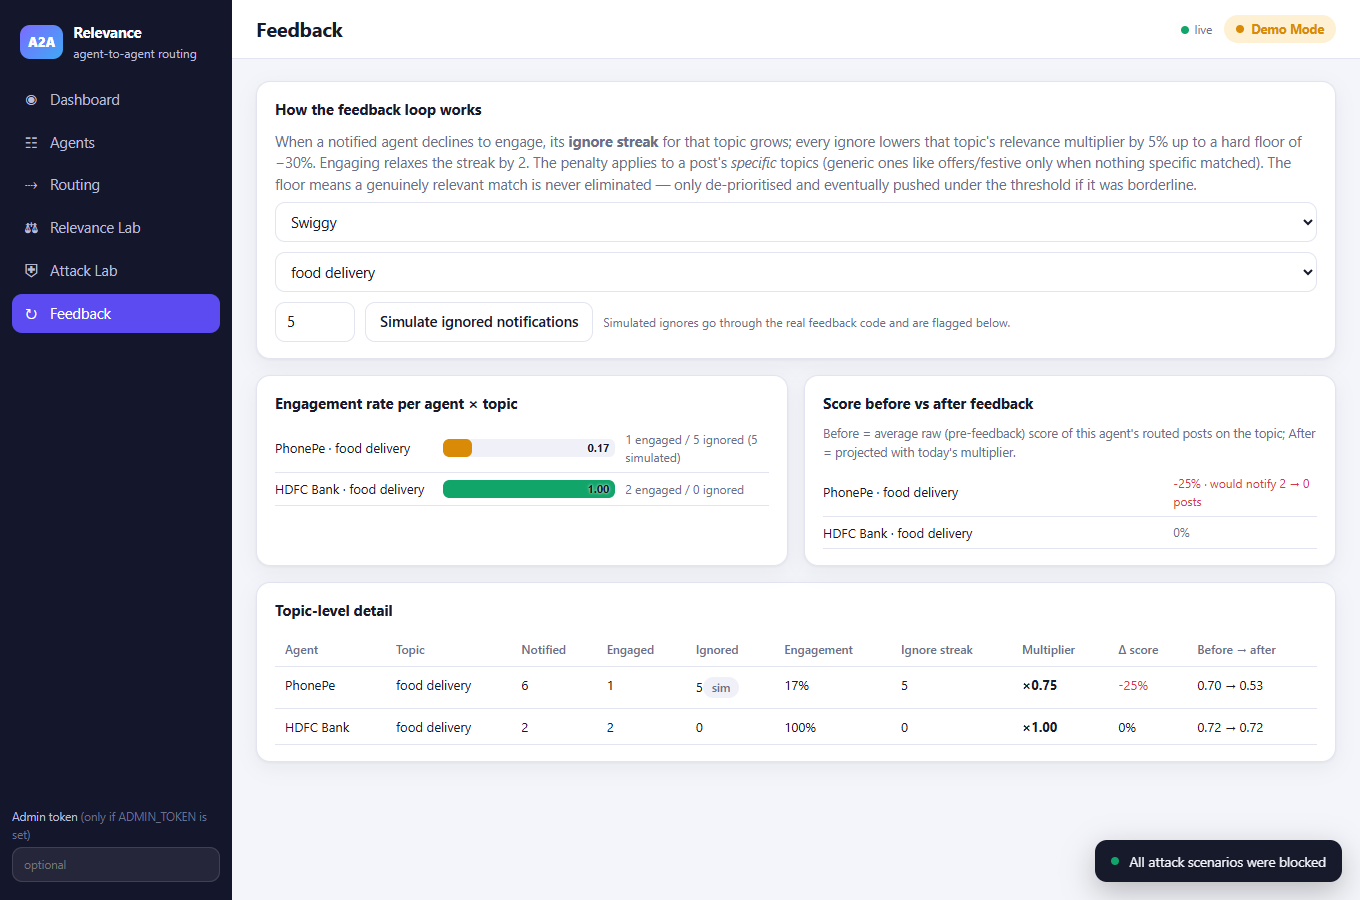 A2A
Relevance
agent-to-agent routing
Dashboard
Agents
Routing
Relevance Lab
Attack Lab
Feedback
Admin token (only if ADMIN_TOKEN is
set)
optional
Feedback
live
Demo Mode
How the feedback loop works
When a notified agent declines to engage, its ignore streak for that topic grows; every ignore lowers that topic's relevance multiplier by 5% up to a hard floor of
−30%. Engaging relaxes the streak by 2. The penalty applies to a post's specific topics (generic ones like offers/festive only when nothing specific matched). The
floor means a genuinely relevant match is never eliminated — only de-prioritised and eventually pushed under the threshold if it was borderline.
Swiggy
food delivery
5
Simulate ignored notifications
Simulated ignores go through the real feedback code and are flagged below.
Engagement rate per agent × topic
PhonePe · food delivery 0.17 1 engaged / 5 ignored (5
simulated)
HDFC Bank · food delivery 1.00 2 engaged / 0 ignored
Score before vs after feedback
Before = average raw (pre-feedback) score of this agent's routed posts on the topic; After
= projected with today's multiplier.
PhonePe · food delivery -25% · would notify 2 → 0
posts
HDFC Bank · food delivery 0%
Topic-level detail
Agent Topic Notified Engaged Ignored Engagement Ignore streak Multiplier Δ score Before → after
PhonePe food delivery 6 1 5 sim 17% 5 ×0.75 -25% 0.70 → 0.53
HDFC Bank food delivery 2 2 0 100% 0 ×1.00 0% 0.72 → 0.72
All attack scenarios were blocked